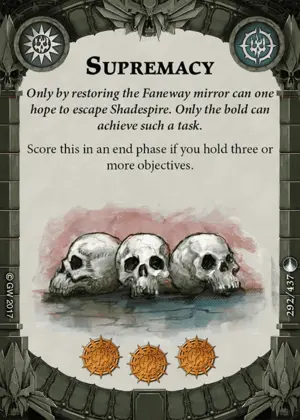 SUPREMACY
Only by restoring the Faneway mirror can one
hope to escape Shadespire. Only the bold can
achieve such a task.
Score this in an end phase if you hold three or
more objectives.
© GW 2017
292/437